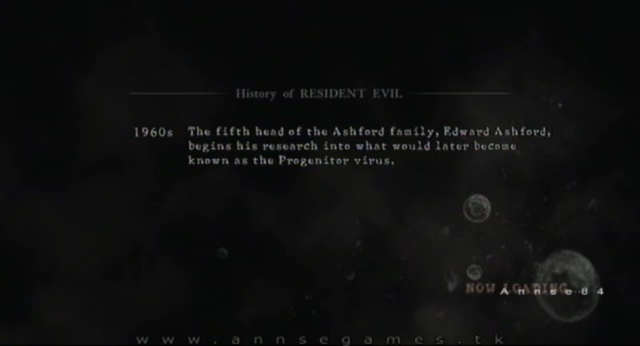 History of RESIDENT EVIL
1960s The fifth head of the Ashford family, Edward Ashford,
begins his research into what would later become
known as the Progenitor virus.
NOW LOADING
Annse84
www.annsegames.tk